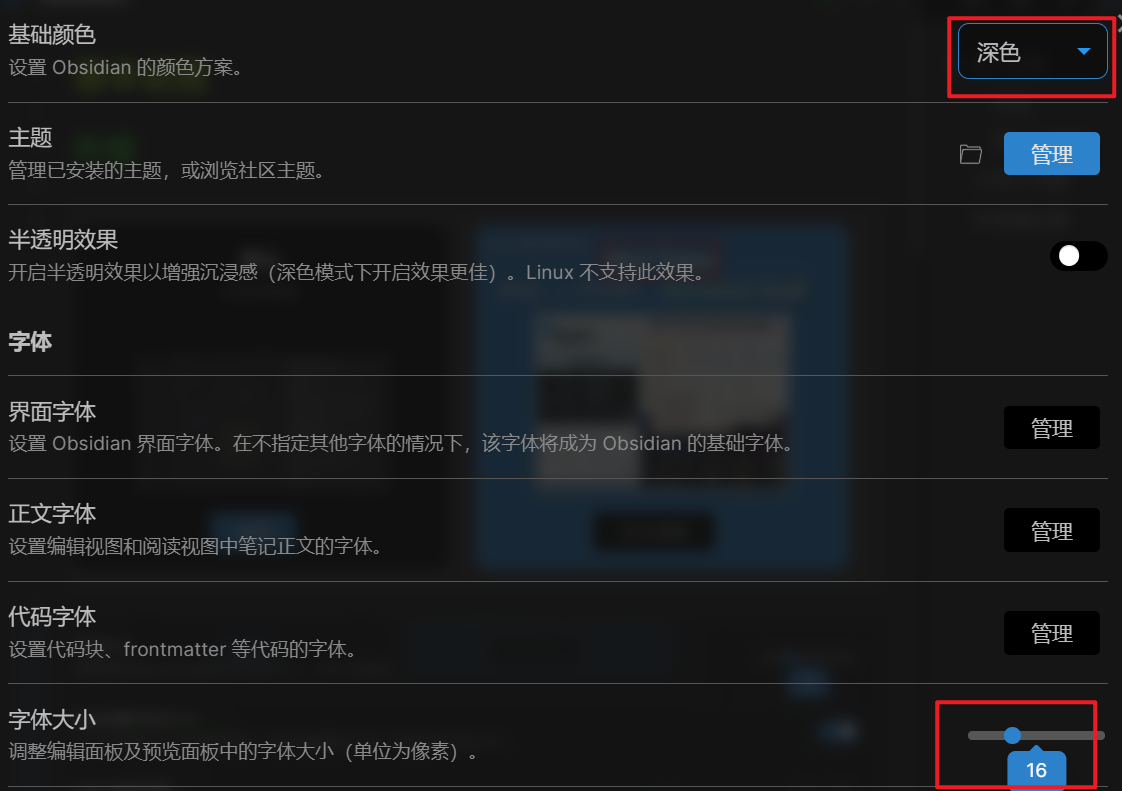 基础颜色
设置 Obsidian 的颜色方案。
深色
主题
管理已安装的主题，或浏览社区主题。
管理
半透明效果
开启半透明效果以增强沉浸感（深色模式下开启效果更佳）。Linux 不支持此效果。
字体
界面字体
设置 Obsidian 界面字体。在不指定其他字体的情况下，该字体将成为 Obsidian 的基础字体。
管理
正文字体
设置编辑视图和阅读视图中笔记正文的字体。
管理
代码字体
设置代码块、frontmatter 等代码的字体。
管理
字体大小
调整编辑面板及预览面板中的字体大小（单位为像素）。
16